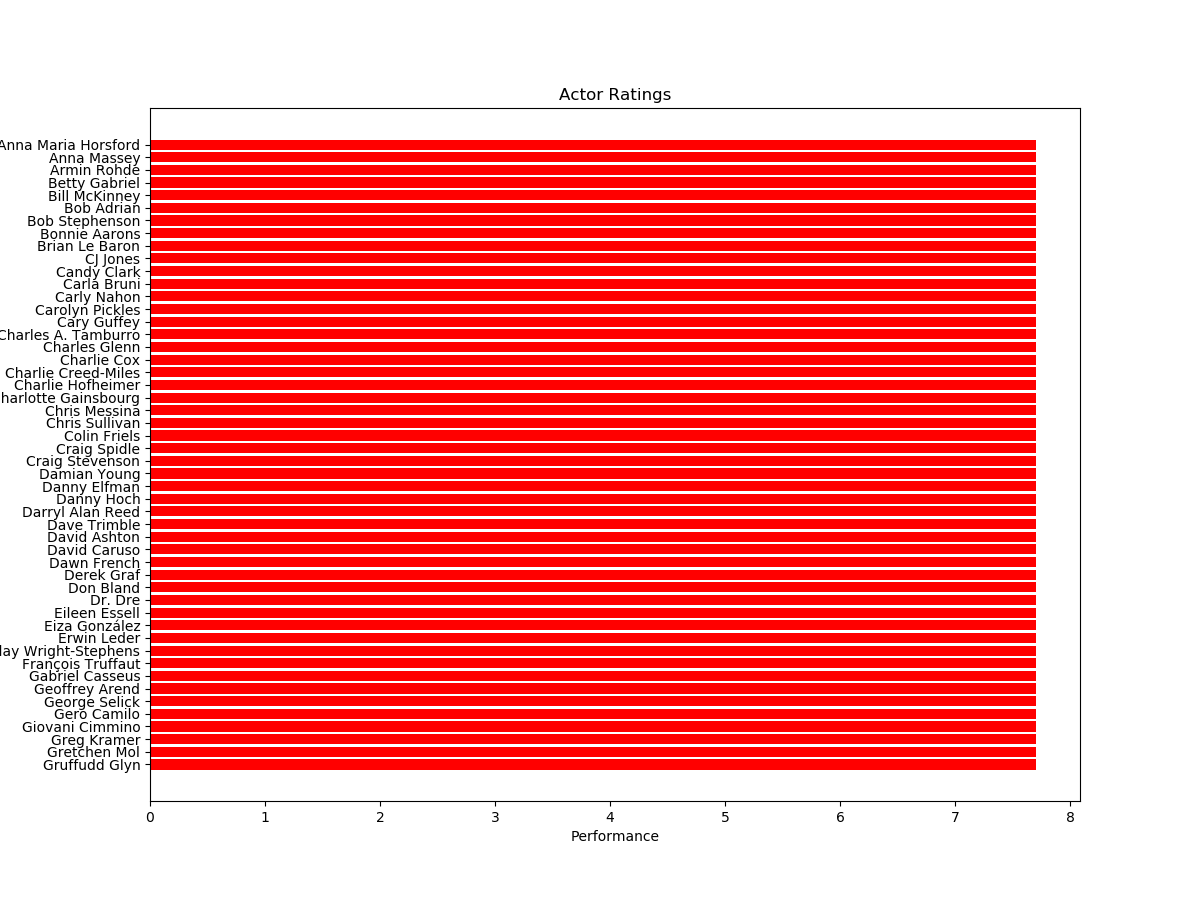 Actor Ratings
Anna Maria Horsford
Anna Massey
Armin Rohde
Betty Gabriel
Bill McKinney
Bob Adrian
Bob Stephenson
Bonnie Aarons
Brian Le Baron
CJ Jones
Candy Clark
Carla Bruni
Carly Nahon
Carolyn Pickles
Cary Guffey
Charles A. Tamburro
Charles Glenn
Charlie Cox
Charlie Creed-Miles
Charlie Hofheimer
harlotte Gainsbourg
Chris Messina
Chris Sullivan
Colin Friels
Craig Spidle
Craig Stevenson
Damian Young
Danny Elfman
Danny Hoch
Darryl Alan Reed
Dave Trimble
David Ashton
David Caruso
Dawn French
Derek Graf
Don Bland
Dr. Dre
Eileen Essell
Eiza González
Erwin Leder
lay Wright-Stephens
François Truffaut
Gabriel Casseus
Geoffrey Arend
George Selick
Gero Camilo
Giovani Cimmino
Greg Kramer
Gretchen Mol
Gruffudd Glyn
0 1 2 3 4 5 6 7 8
Performance